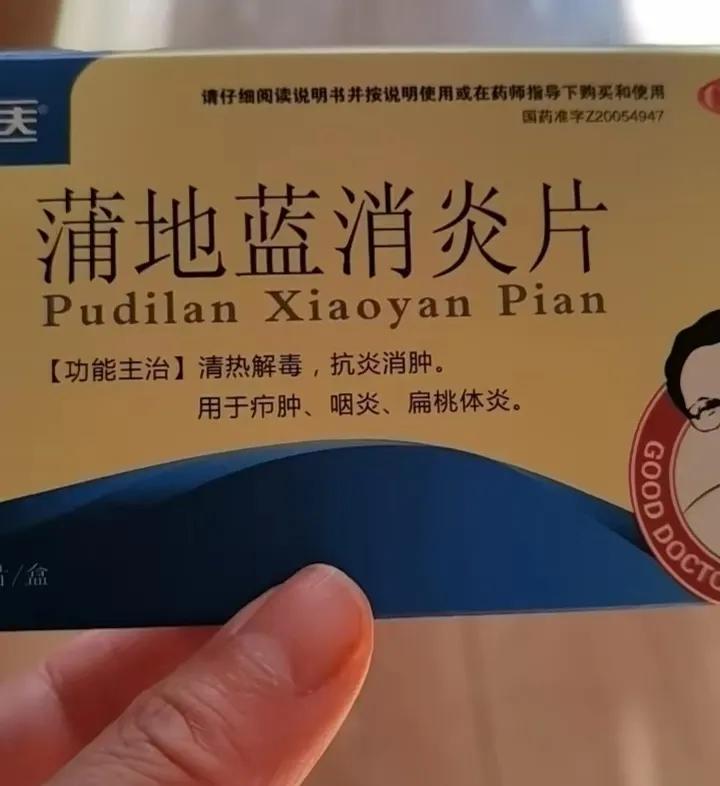 夫®
请仔细阅读说明书并按说明使用或在药师指导下购买和使用
国药准字Z20054947
蒲地蓝消炎片
Pudilan Xiaoyan Pian
【功能主治】清热解毒，抗炎消肿。
用于疖肿、咽炎、扁桃体炎。
GOOD DOCTO
片/盒